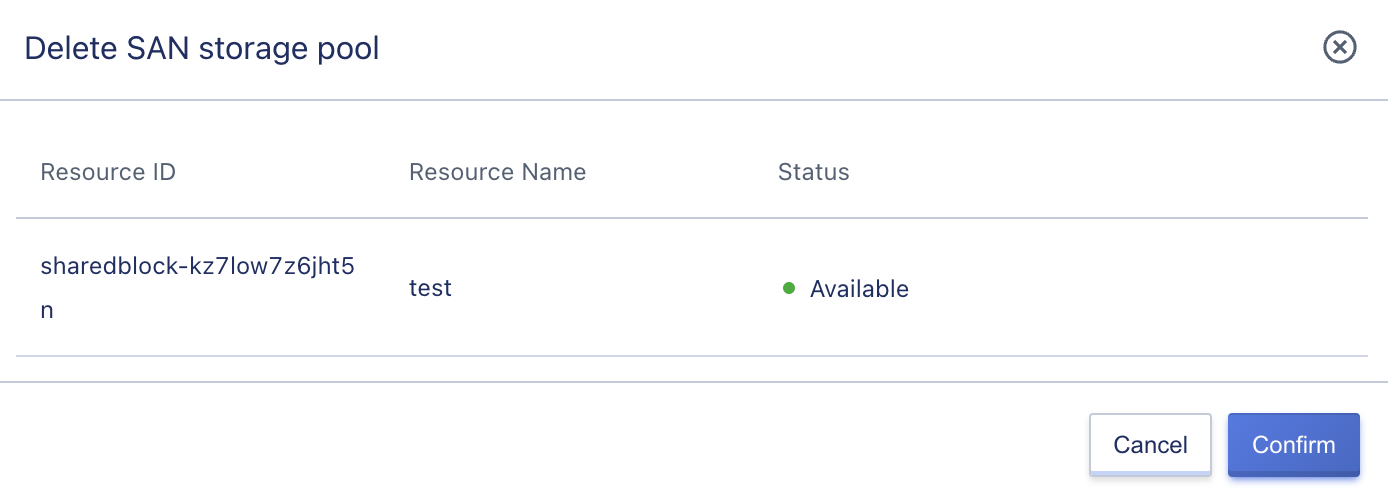 Delete SAN storage pool
Resource ID Resource Name Status
sharedblock-kz7low7z6jht5
n
test
Available
Cancel Confirm